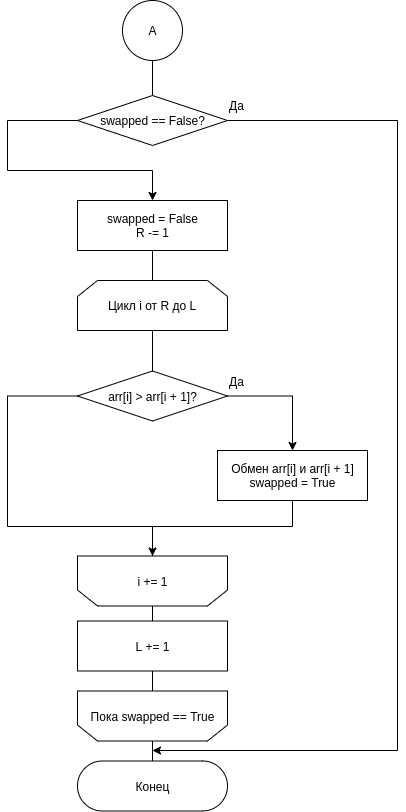 A
Да
swapped == False?
swapped = False
R -= 1
Цикл i от R до L
Да
arr[i] > arr[i + 1]?
Обмен arr[i] и arr[i + 1]
swapped = True
i += 1
L += 1
Пока swapped == True
Конец